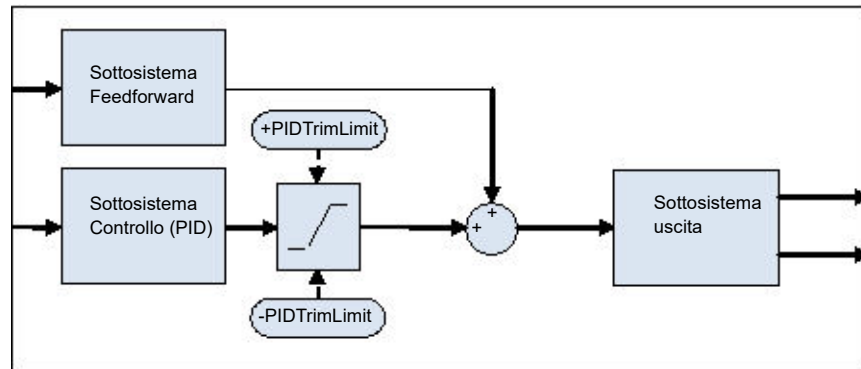 Sottosistema
Feedforward
+PIDTrimLimit
Sottosistema
Controllo (PID)
-PIDTrimLimit
+
+
Sottosistema
uscita